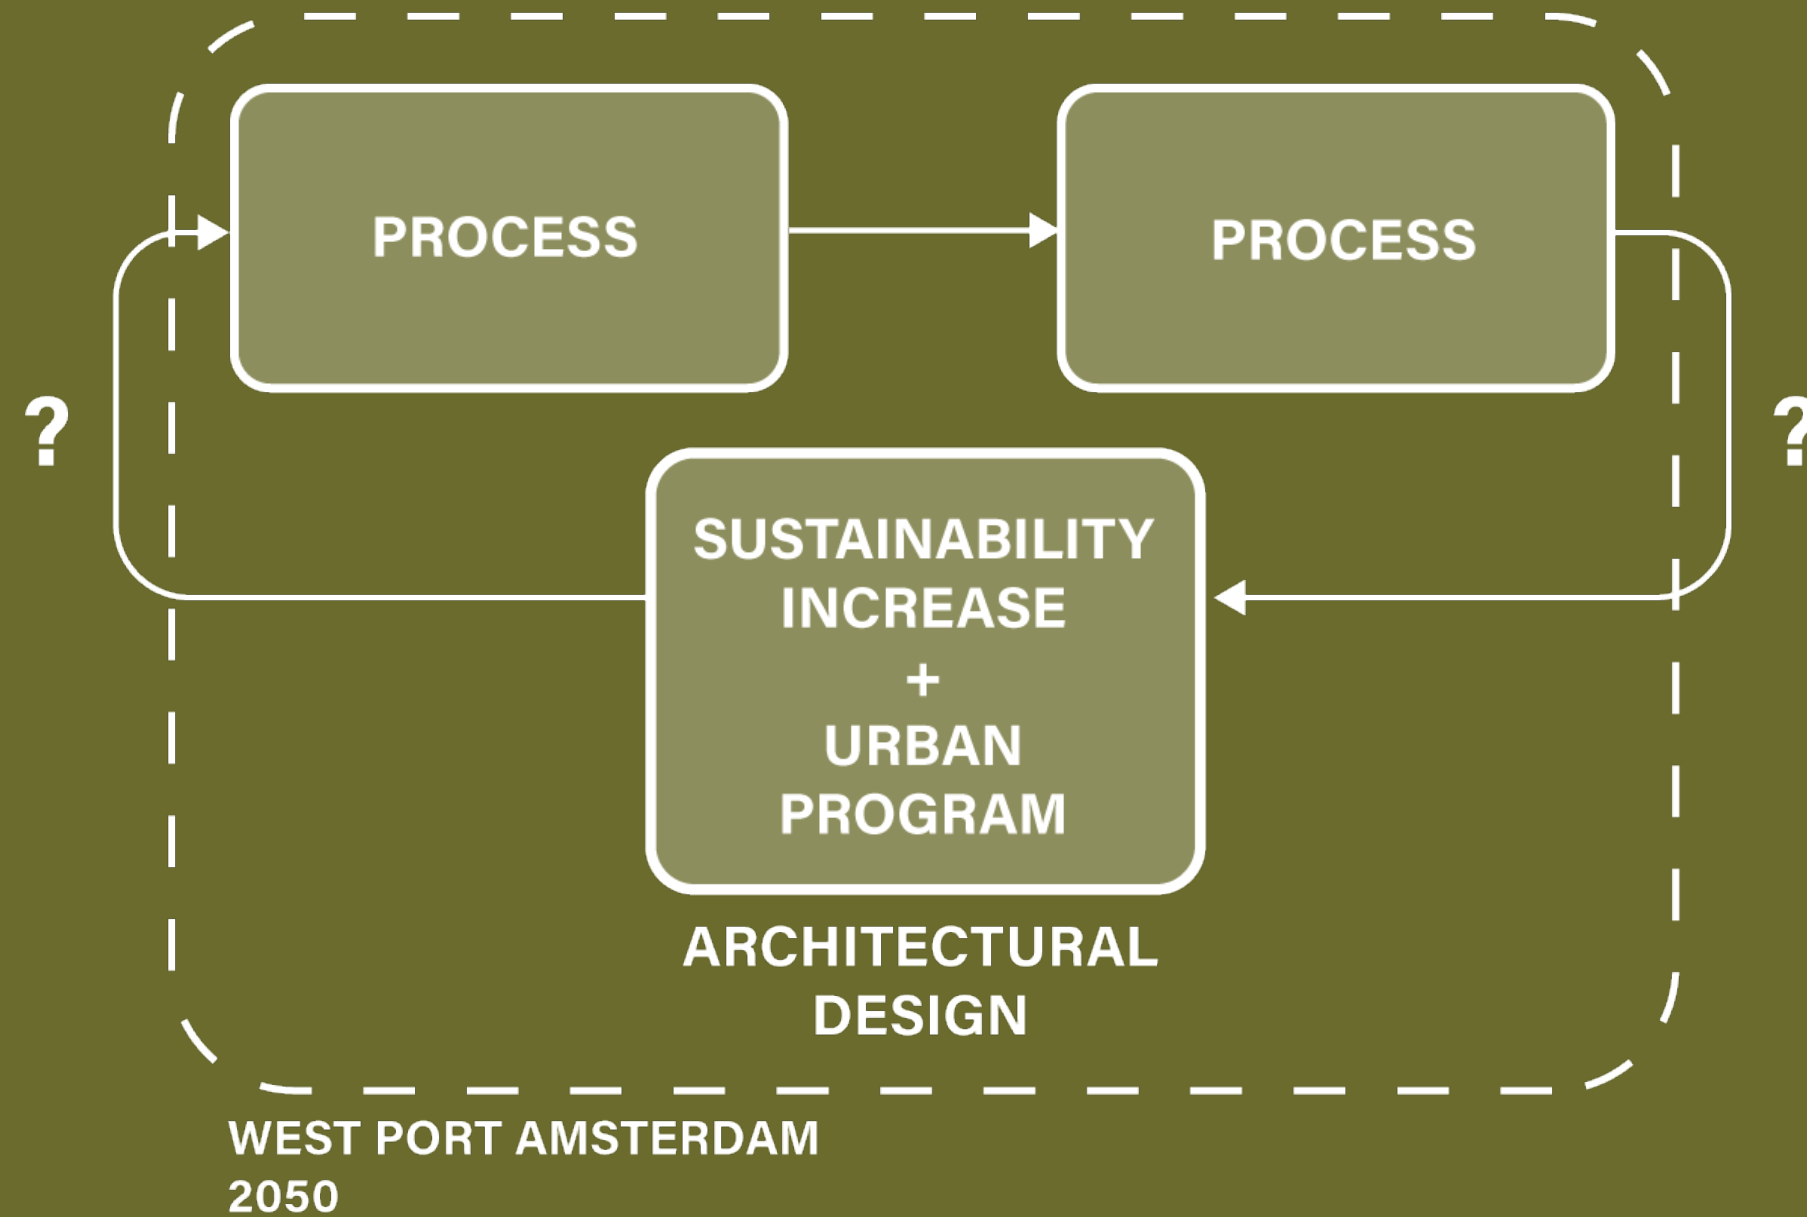 PROCESS
PROCESS
?
?
SUSTAINABILITY
INCREASE
+
URBAN
PROGRAM
ARCHITECTURAL
DESIGN
WEST PORT AMSTERDAM
2050